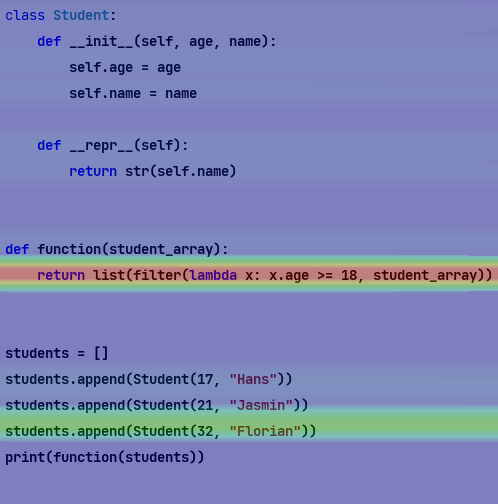 class Student:
    def __init__(self, age, name):
        self.age = age
        self.name = name
    def __repr__(self):
        return str(self.name)
def function(student_array):
    return list(filter(lambda x: x.age >= 18, student_array))
students = []
students.append(Student(17, "Hans"))
students.append(Student(21, "Jasmin"))
students.append(Student(32, "Florian"))
print(function(students))